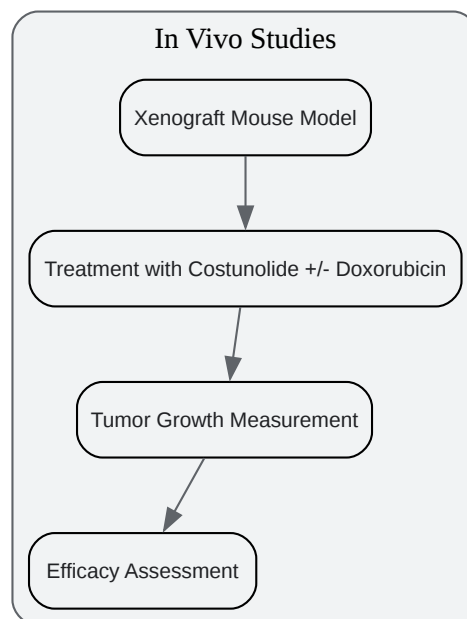 In Vivo Studies
Xenograft Mouse Model
Treatment with Costunolide +/- Doxorubicin
Tumor Growth Measurement
Efficacy Assessment